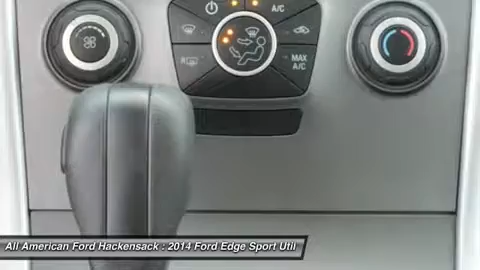 A/C
R
MAX
A/C
All American Ford Hackensack : 2014 Ford Edge Sport Util